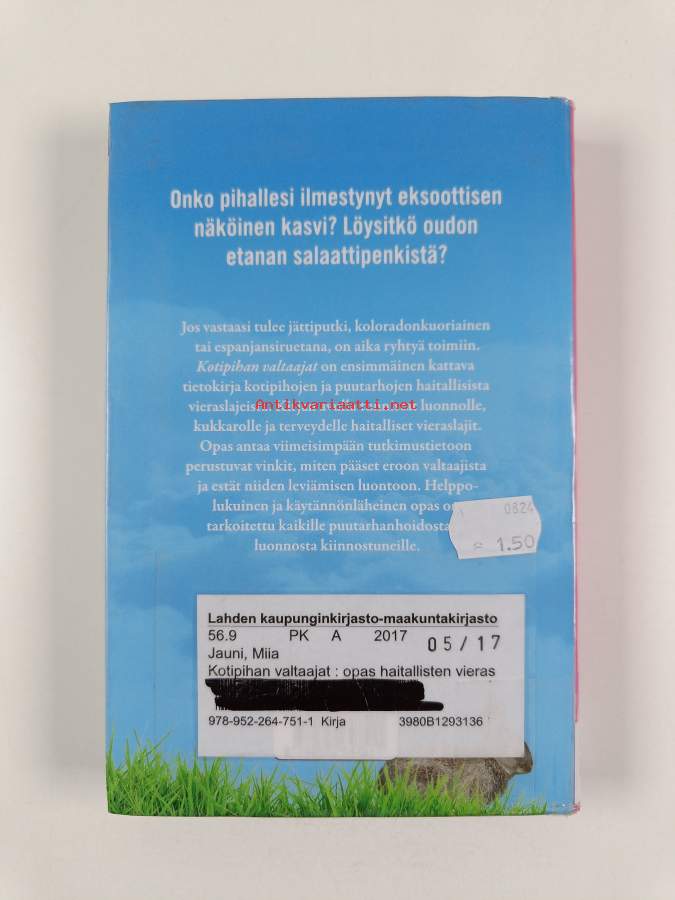 Onko pihallesi ilmestynyt eksoottisen
näköinen kasvi? Löysitkö oudon
etanan salaattipenkistä?
Jos vastaasi tulee jättiputki, koloradonkuoriainen
tai espanjansiruetana, on aika ryhtyä toimiin.
Kotipihan valtaajat on ensimmäinen kattava
tietokirja kotipihojen ja puutarhojen haitallisista
Antikvariaatti.net
luonnolle,
kukkarolle ja terveydelle haitalliset vieraslajit.
Opas antaa viimeisimpään tutkimustietoon
perustuvat vinkit, miten pääset eroon valtaajista
ja estät niiden leviämisen luontoon. Helppo-
lukuinen ja käytännönläheinen opas on
tarkoitettu kaikille puutarhanhoidosta
luonnosta kiinnostuneille.
0824
1.50
Lahden kaupunginkirjasto-maakuntakirjasto
56.9 PK A 2017 05/17
Jauni, Miia
Kotipihan valtaajat : opas haitallisten vieras
978-952-264-751-1 Kirja 3980B1293136